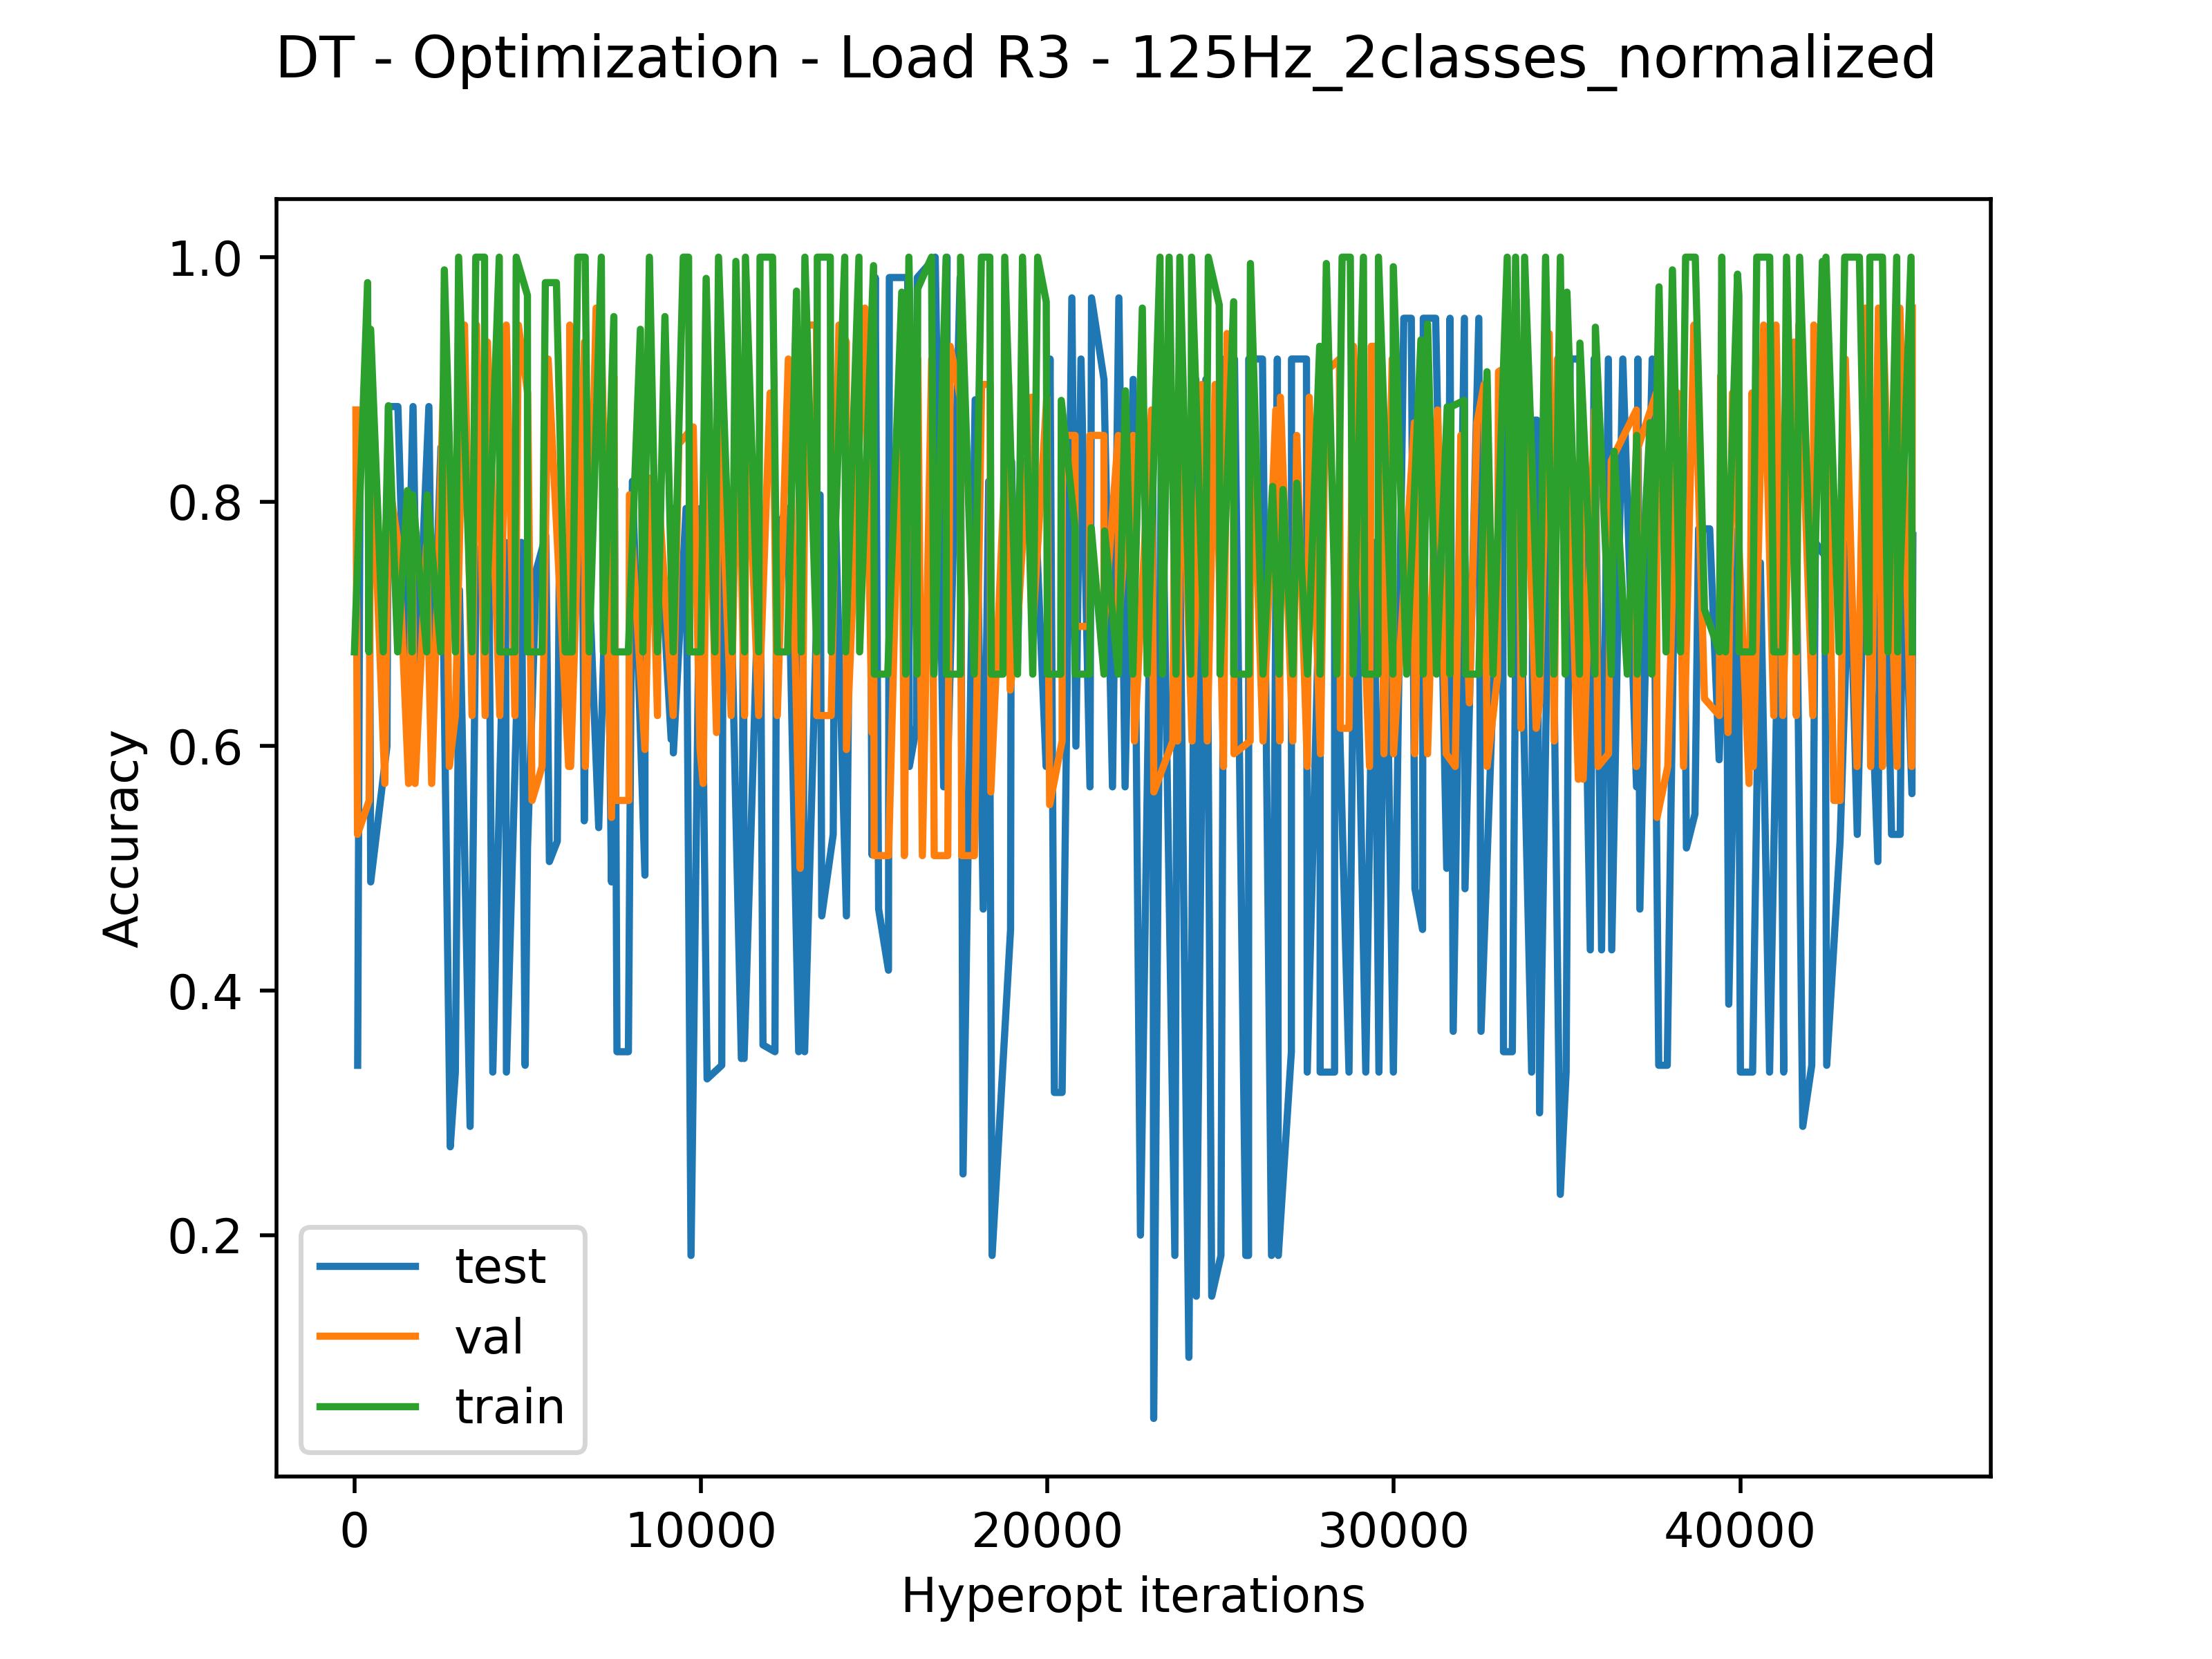 DT - Optimization - Load R3 - 125Hz_2classes_normalized
1.0
0.8
0.6
0.4
0.2
Accuracy
test
val
train
0 10000 20000 30000 40000
Hyperopt iterations